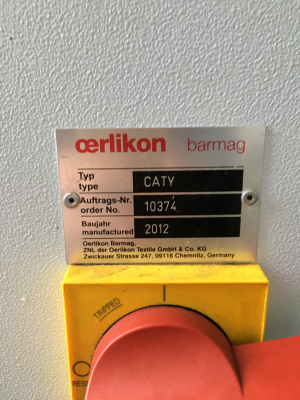 œrlikon barmag
Typ
type CATY
Auftrags-Nr.
order No. 10374
Baujahr
manufactured 2012
Oerlikon Barmag,
ZNL der Oerlikon Textile GmbH & Co. KG
Zwickauer Strasse 247, 09116 Chemnitz, Germany
TRIPPED
I
O